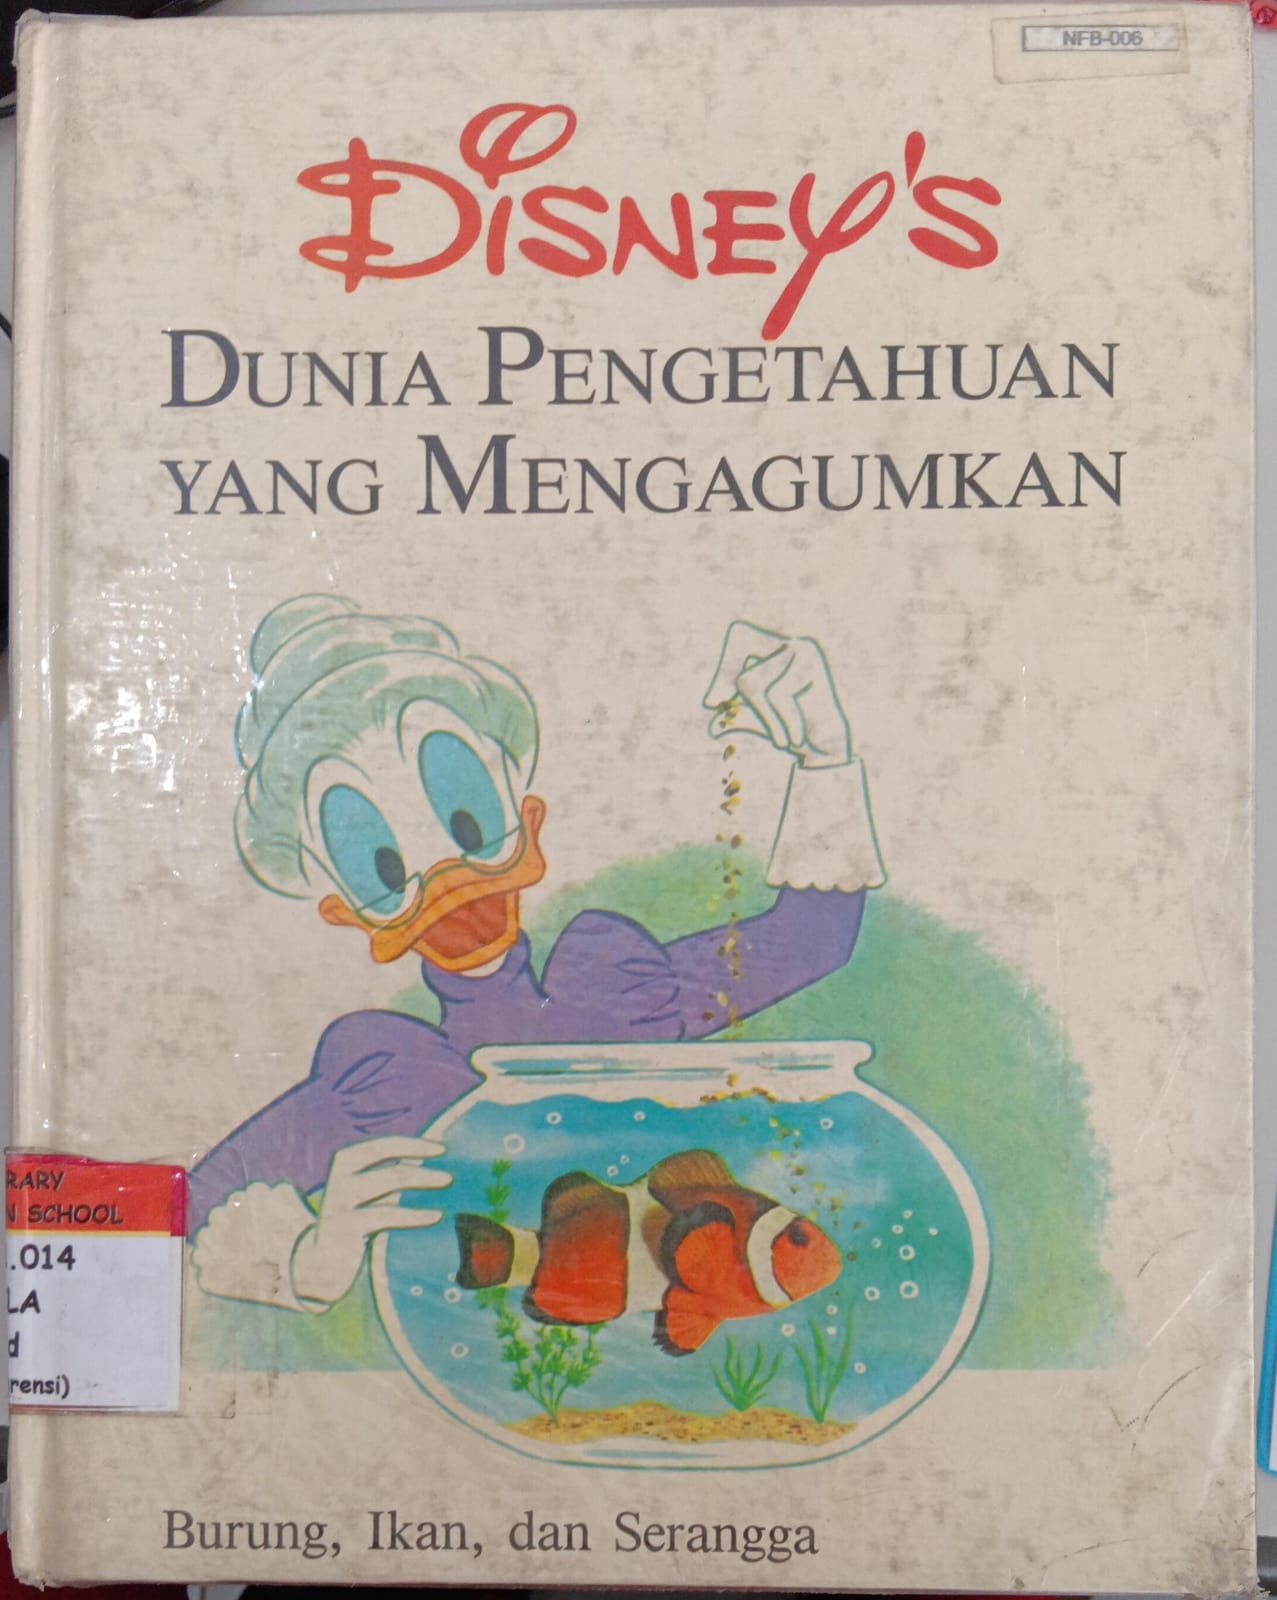 NFB-006
Disney's
Dunia Pengetahuan
yang Mengagumkan
RARY
N SCHOOL
.014
LA
d
rensi)
Burung, Ikan, dan Serangga